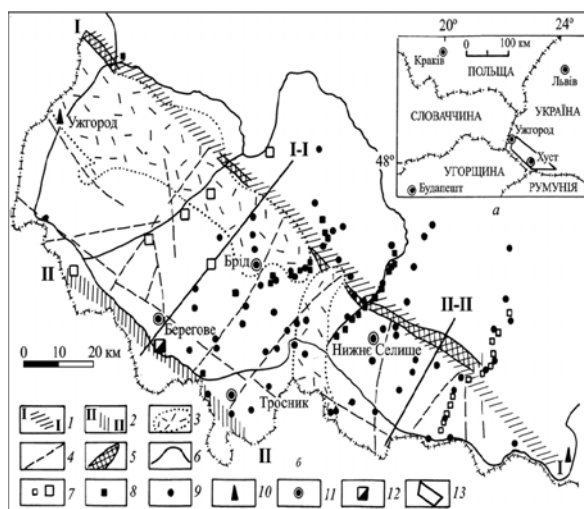 I
20°
24°
0 100 км
Краків
ПОЛЬЩА
Львів
СЛОВАЧЧИНА
УКРАЇНА
Ужгород
48°
Хуст
УГОРЩИНА
Будапешт
РУМУНІЯ
а
Ужгород
I-I
II
Брід
Берегове
II-II
0 10 20 км
Нижнє Селище
Тросник
II
б
I
I I 1
II II 2
3
4
5
6
7
8
9
10
11
12
13